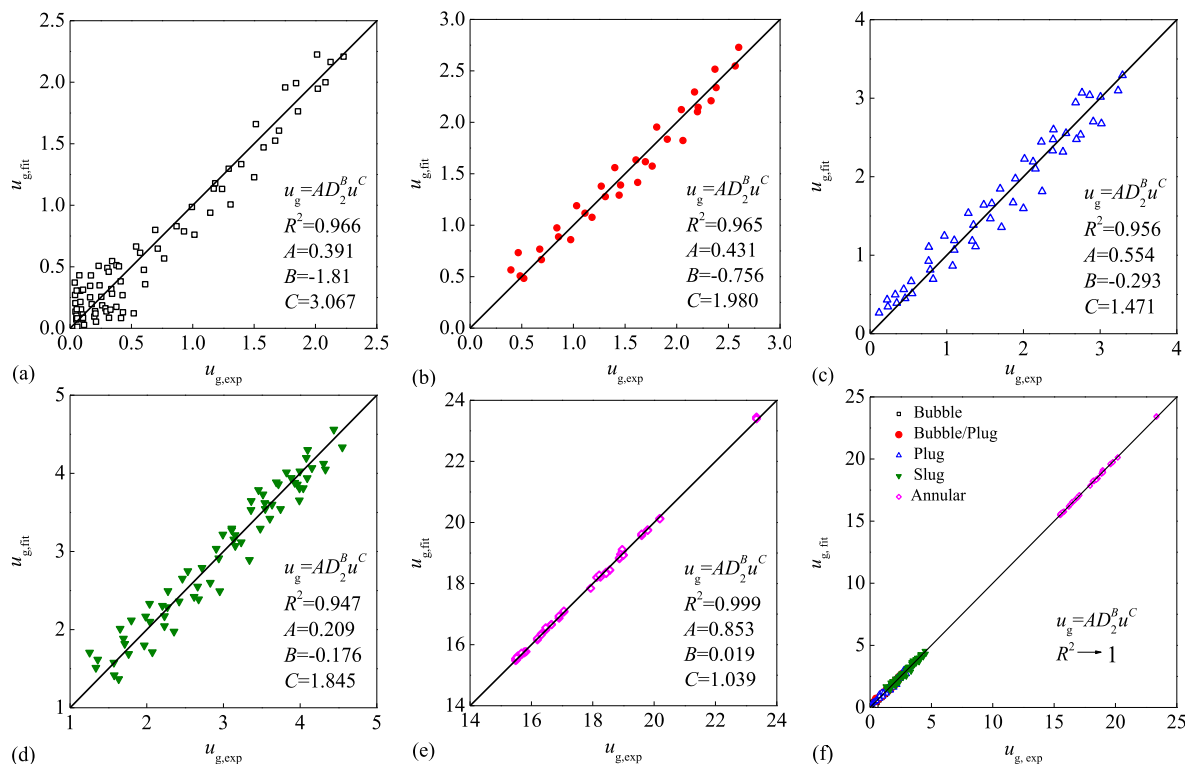 2.5
2.0
1.5
1.0
0.5
0.0
0.0 0.5 1.0 1.5 2.0 2.5
u_g,fit
u_g,exp
u_g=AD_2^B u^C
R^2=0.966
A=0.391
B=-1.81
C=3.067
(a)
3.0
2.5
2.0
1.5
1.0
0.5
0.0
0.0 0.5 1.0 1.5 2.0 2.5 3.0
u_g,fit
u_g,exp
u_g=AD_2^B u^C
R^2=0.965
A=0.431
B=-0.756
C=1.980
(b)
4
3
2
1
0
0 1 2 3 4
u_g,fit
u_g,exp
u_g=AD_2^B u^C
R^2=0.956
A=0.554
B=-0.293
C=1.471
(c)
5
4
3
2
1
1 2 3 4 5
u_g,fit
u_g,exp
u_g=AD_2^B u^C
R^2=0.947
A=0.209
B=-0.176
C=1.845
(d)
24
22
20
18
16
14
14 16 18 20 22 24
u_g,fit
u_g,exp
u_g=AD_2^B u^C
R^2=0.999
A=0.853
B=0.019
C=1.039
(e)
25
20
15
10
5
0
0 5 10 15 20 25
u_g,fit
u_g, exp
Bubble
Bubble/Plug
Plug
Slug
Annular
u_g=AD_2^B u^C
R^2→1
(f)